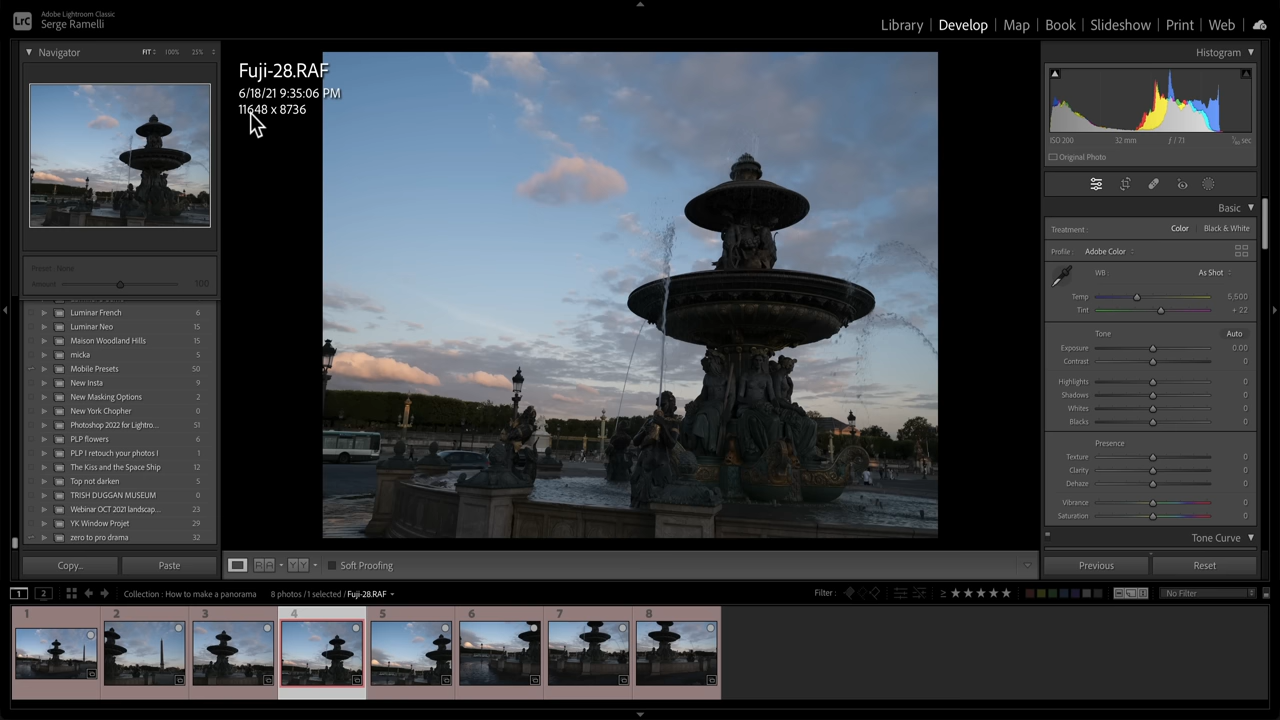 LrC
Adobe Lightroom Classic
Serge Ramelli
Library | Develop | Map | Book | Slideshow | Print | Web
Navigator FIT 100% 25%
Preset: None
Amount 100
Luminar French 6
Luminar Neo 15
Maison Woodland Hills 15
micka 5
Mobile Presets 50
New Insta 9
New Masking Options 2
New York Chopper 0
Photoshop 2022 for Lightro... 51
PLP flowers 6
PLP I retouch your photos I 1
The Kiss and the Space Ship 12
Top not darken 5
TRISH DUGGAN MUSEUM 0
Webinar OCT 2021 landscap... 23
YK Window Projet 29
zero to pro drama 32
Copy... Paste
Fuji-28.RAF
6/18/21 9:35:06 PM
11648 x 8736
Soft Proofing
Histogram
ISO 200 32 mm
Original Photo
Basic
Treatment: Color Black & White
Profile: Adobe Color
WB: As Shot
Temp 5,500
Tint + 22
Tone Auto
Exposure 0.00
Contrast 0
Highlights 0
Shadows 0
Whites 0
Blacks 0
Presence
Texture 0
Clarity 0
Dehaze 0
Vibrance 0
Saturation 0
Tone Curve
Previous Reset
1 2 Collection : How to make a panorama 8 photos / 1 selected / Fuji-28.RAF Filter : ≥ ★★★★★ No Filter
1 2 3 4 5 6 7 8